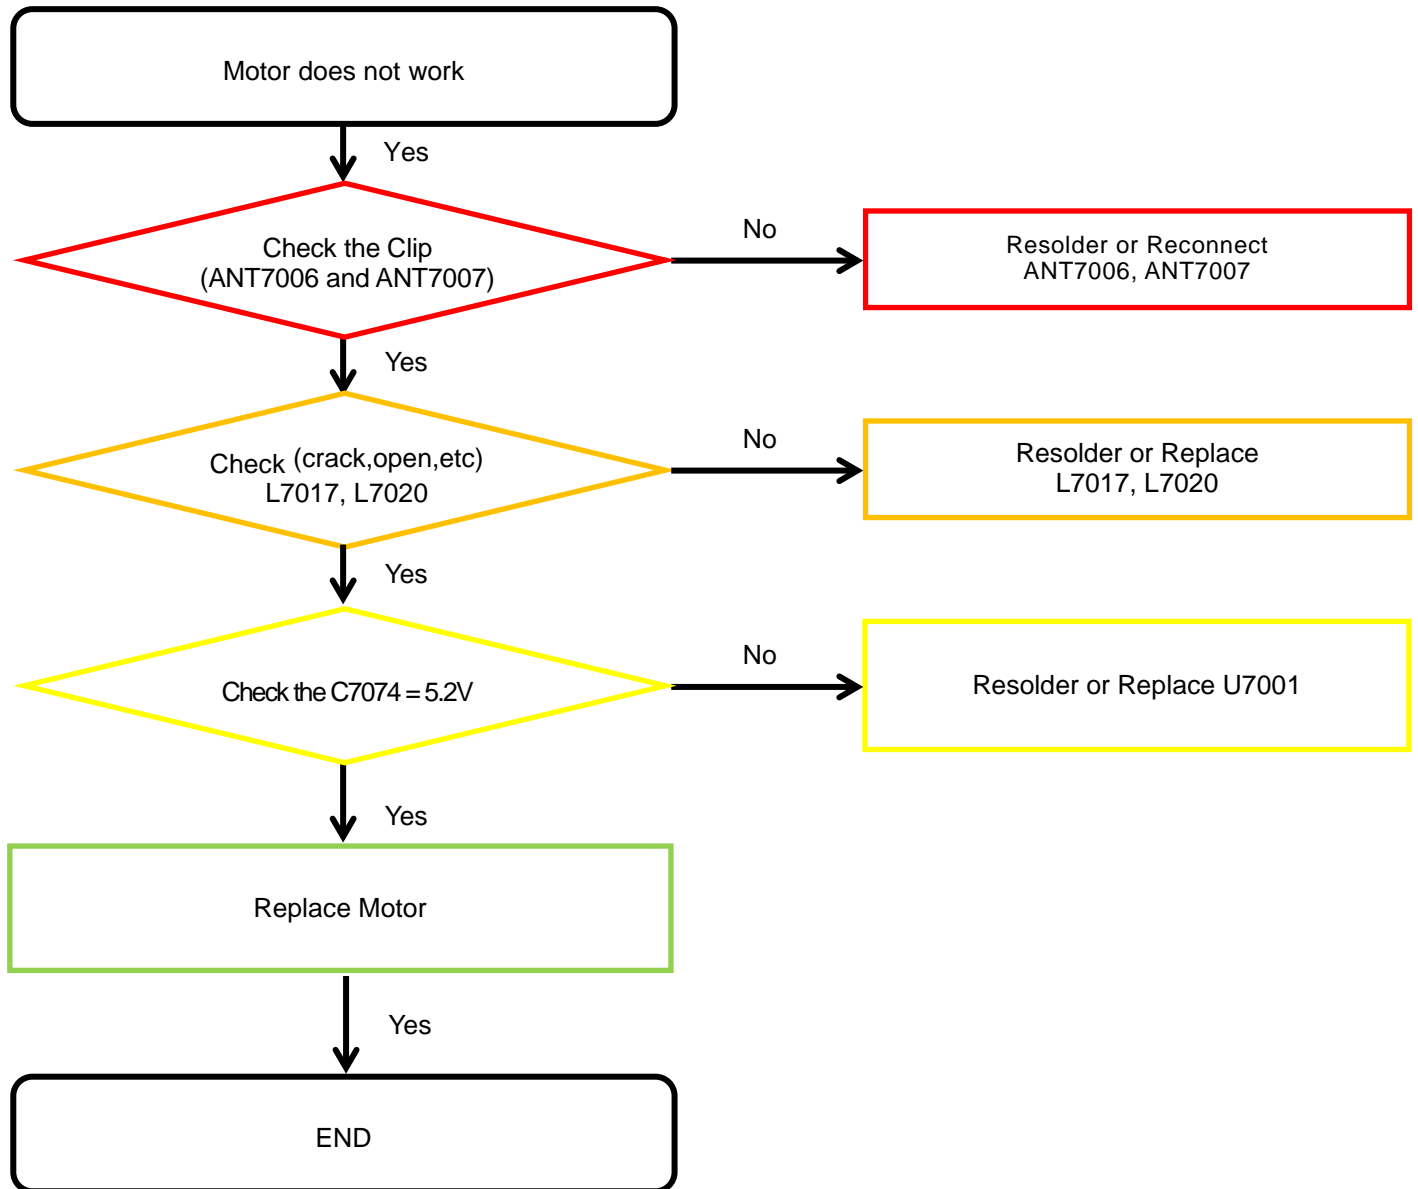 Motor does not work
Yes
Check the Clip
(ANT7006 and ANT7007)
No
Resolder or Reconnect
ANT7006, ANT7007
Yes
Check (crack,open,etc)
L7017, L7020
No
Resolder or Replace
L7017, L7020
Yes
Check the C7074 = 5.2V
No
Resolder or Replace U7001
Yes
Replace Motor
Yes
END